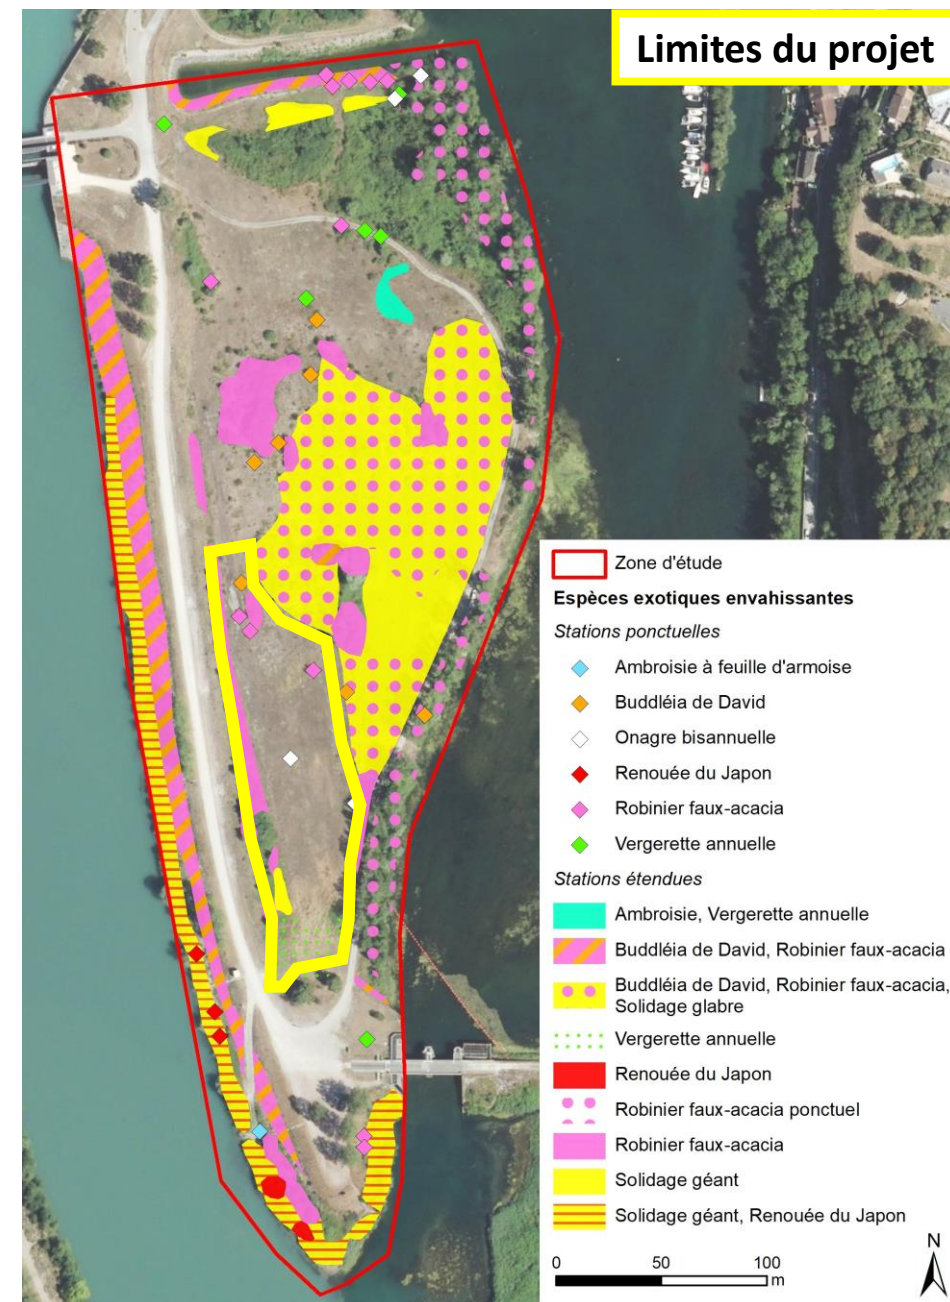 Limites du projet
Zone d'étude
Espèces exotiques envahissantes
Stations ponctuelles
Ambroisie à feuille d'armoise
Buddléia de David
Onagre bisannuelle
Renouée du Japon
Robinier faux-acacia
Vergerette annuelle
Stations étendues
Ambroisie, Vergerette annuelle
Buddléia de David, Robinier faux-acacia
Buddléia de David, Robinier faux-acacia,
Solidage glabre
Vergerette annuelle
Renouée du Japon
Robinier faux-acacia ponctuel
Robinier faux-acacia
Solidage géant
Solidage géant, Renouée du Japon
N
0 50 100
m